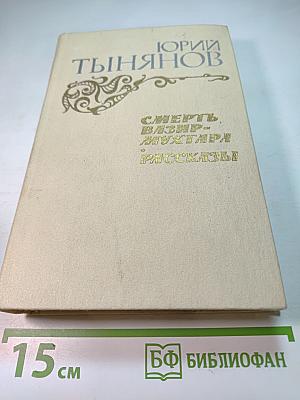 ЮРИЙ
ТЫНЯНОВ
СМЕРТЬ
ВАЗИР-
МУХТАРА
РАССКАЗЫ
15 см
БФ БИБЛИОФАН